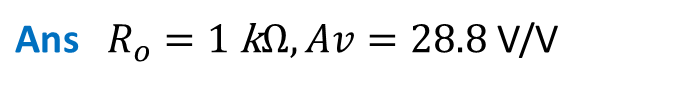 Ans R_o = 1 kΩ, Av = 28.8 V/V